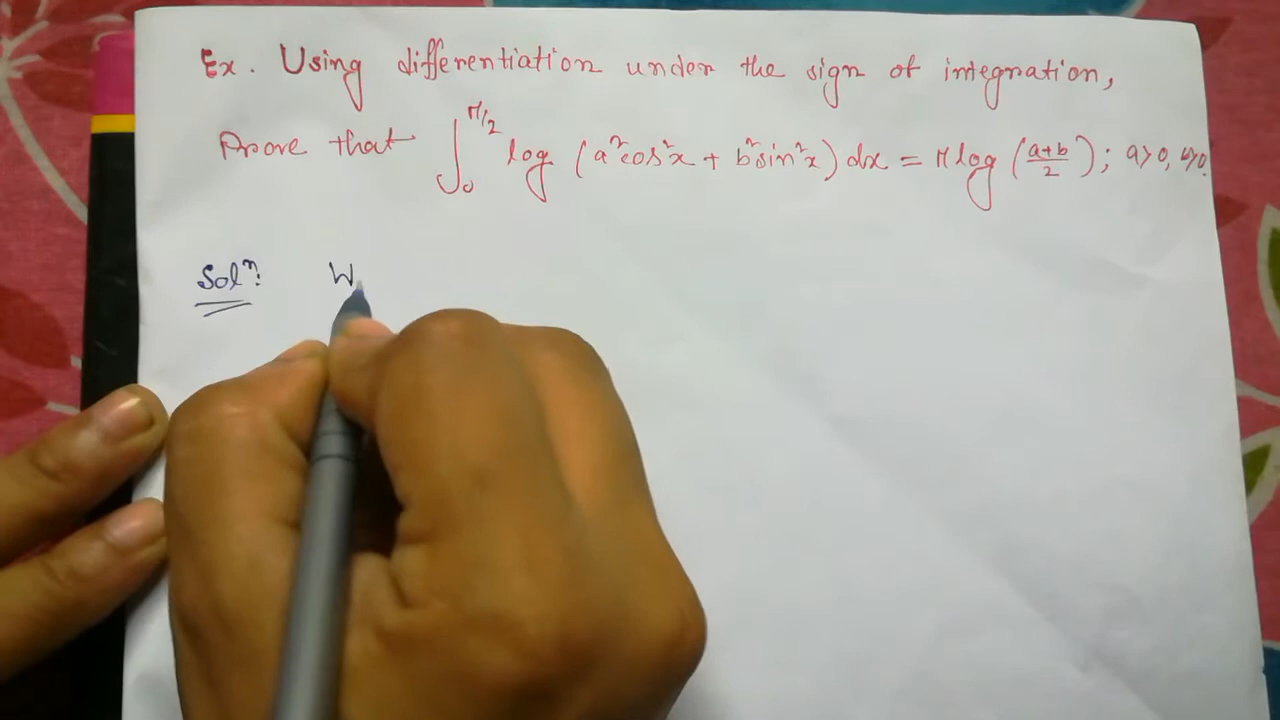 Ex. Using differentiation under the sign of integration,
Prove that ∫₀^{π/2} log (a²cos²x + b²sin²x) dx = π log ((a+b)/2); a>0, b>0.
Solⁿ: W